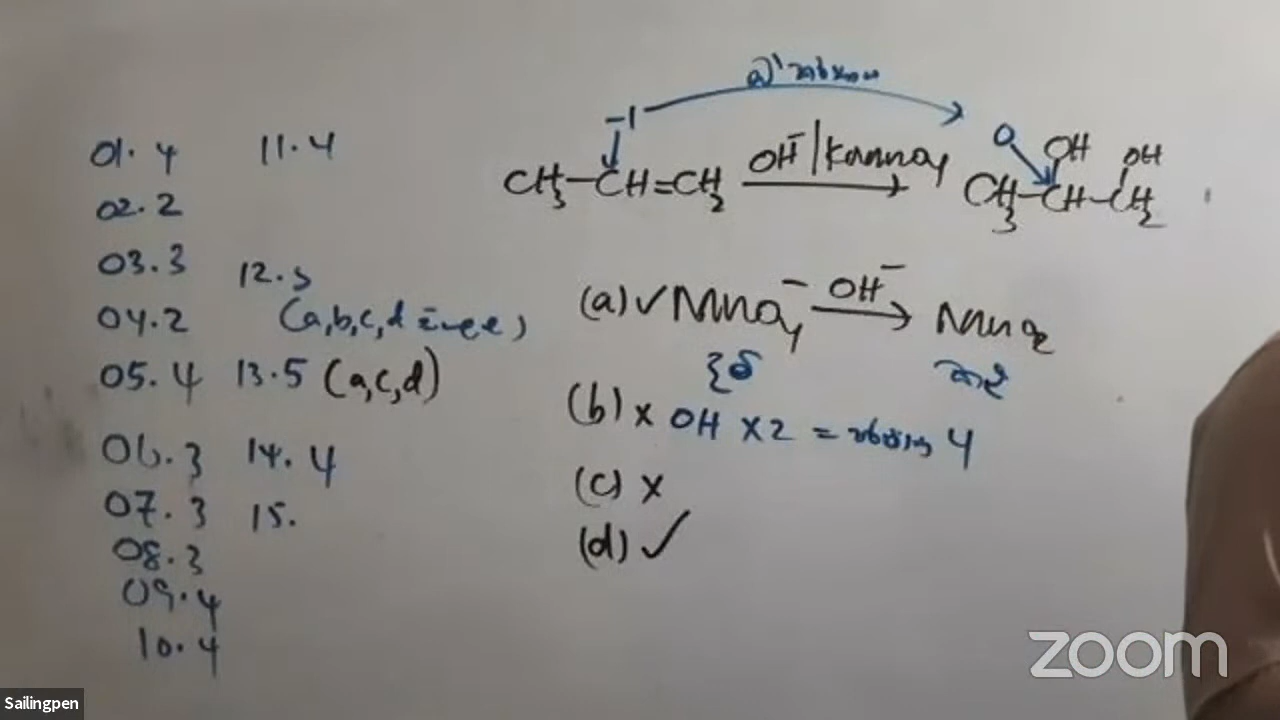 01. 4
02. 2
03. 3
04. 2
05. 4
06. 3
07. 3
08. 3
09. 4
10. 4
11. 4
12. 5
(a, b, c, d
13. 5 (a, c, d)
14. 4
15.
-1
CH₃-CH=CH₂ OH⁻/KMnO₄ CH₃-CH-CH₂
0 OH OH
(a) ✓ MnO₄⁻ OH⁻ → MnO₂
(b) × OH × 2 = 4
(c) ×
(d) ✓
zoom
Sailingpen